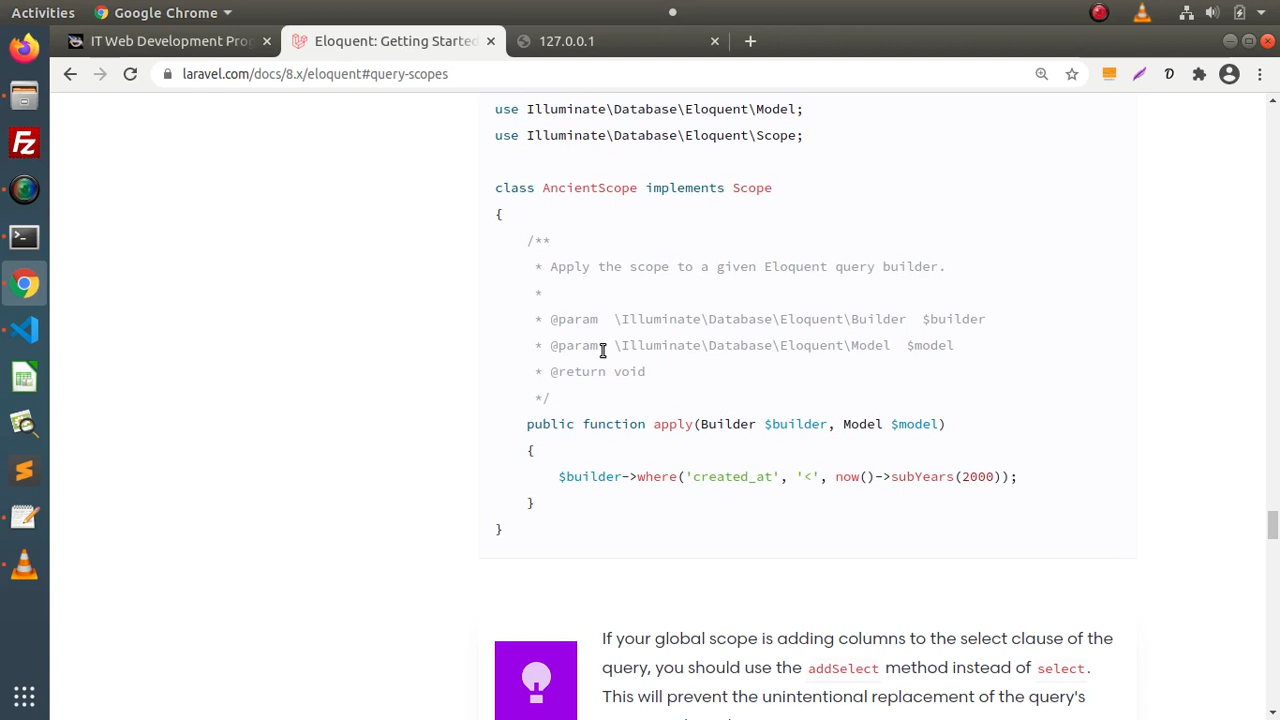 Activities
Google Chrome
IT Web Development Prog
Eloquent: Getting Started
127.0.0.1
laravel.com/docs/8.x/eloquent#query-scopes
use Illuminate\Database\Eloquent\Model;
use Illuminate\Database\Eloquent\Scope;
class AncientScope implements Scope
{
/**
* Apply the scope to a given Eloquent query builder.
*
* @param \Illuminate\Database\Eloquent\Builder $builder
* @param \Illuminate\Database\Eloquent\Model $model
* @return void
*/
public function apply(Builder $builder, Model $model)
{
$builder->where('created_at', '<', now()->subYears(2000));
}
}
If your global scope is adding columns to the select clause of the
query, you should use the addSelect method instead of select.
This will prevent the unintentional replacement of the query's